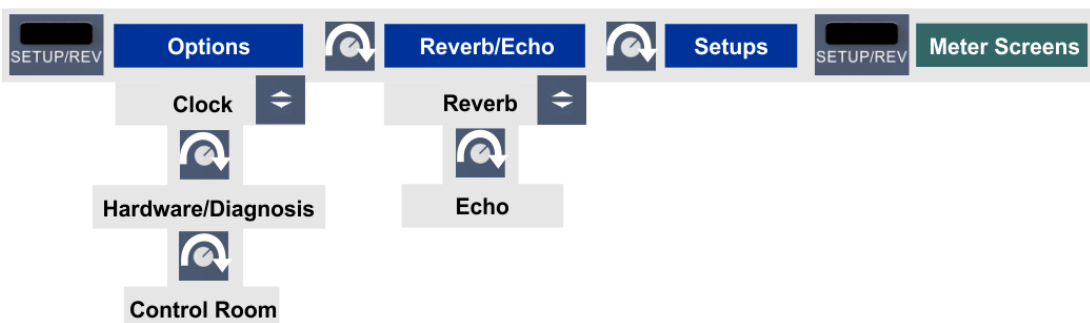 SETUP/REV Options Reverb/Echo Setups SETUP/REV Meter Screens
Clock Reverb
Hardware/Diagnosis Echo
Control Room